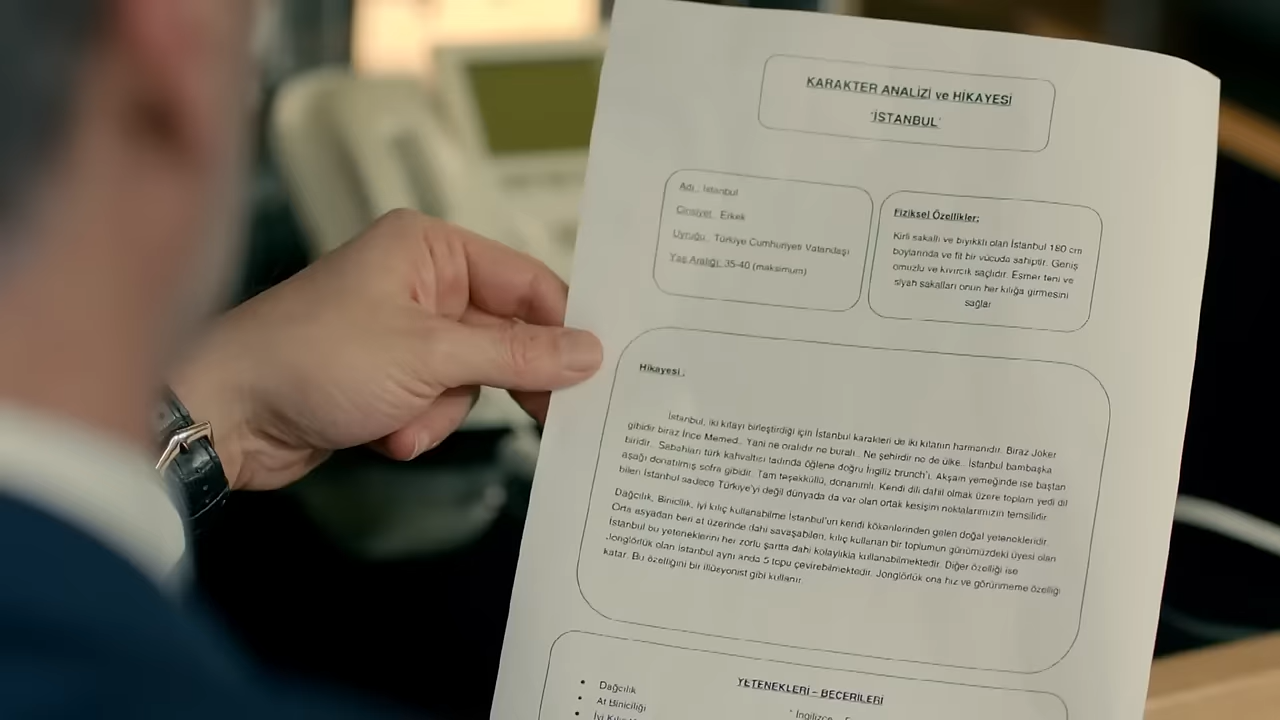 KARAKTER ANALİZİ ve HİKAYESİ
'İSTANBUL'
Adı : İstanbul
Cinsiyet : Erkek
Uyruğu : Türkiye Cumhuriyeti Vatandaşı
Yaş Aralığı: 35-40 (maksimum)
Fiziksel Özellikler:
Kirli sakallı ve bıyıklı olan İstanbul 180 cm
boylarında ve fit bir vücuda sahiptir. Geniş
omuzlu ve kıvırcık saçlıdır. Esmer teni ve
siyah sakalları onun her kılığa girmesini
sağlar
Hikayesi :
İstanbul, iki kıtayı birleştirdiği için İstanbul karakteri de iki kıtanın harmanıdır. Biraz Joker
gibidir biraz İnce Memed.. Yani ne oralıdır ne buralı.. Ne şehirdir ne de ülke.. İstanbul bambaşka
biridir.. Sabahları türk kahvaltısı tadında öğlene doğru İngiliz brunch'ı, Akşam yemeğinde ise baştan
aşağı donatılmış sofra gibidir. Tam teşekküllü, donanımlı. Kendi dili dahil olmak üzere toplam yedi dil
bilen İstanbul sadece Türkiye'yi değil dünyada da var olan ortak kesişim noktalarımızın temsilidir.
Dağcılık, Binicilik, iyi kılıç kullanabilme İstanbul'un kendi kökenlerinden gelen doğal yetenekleridir.
Orta asyadan beri at üzerinde dahi savaşabilen, kılıç kullanan bir toplumun günümüzdeki üyesi olan
İstanbul bu yeteneklerini her zorlu şartta dahi kolaylıkla kullanabilmektedir. Diğer özelliği ise
Jonglörlük olan İstanbul aynı anda 5 topu çevirebilmektedir. Jonglörlük ona hız ve görünmeme özelliği
katar. Bu özelliğini bir illüzyonist gibi kullanır.
YETENEKLERİ – BECERİLERİ
• Dağcılık
• At Biniciliği
• İyi Kılıç
* İngilizce